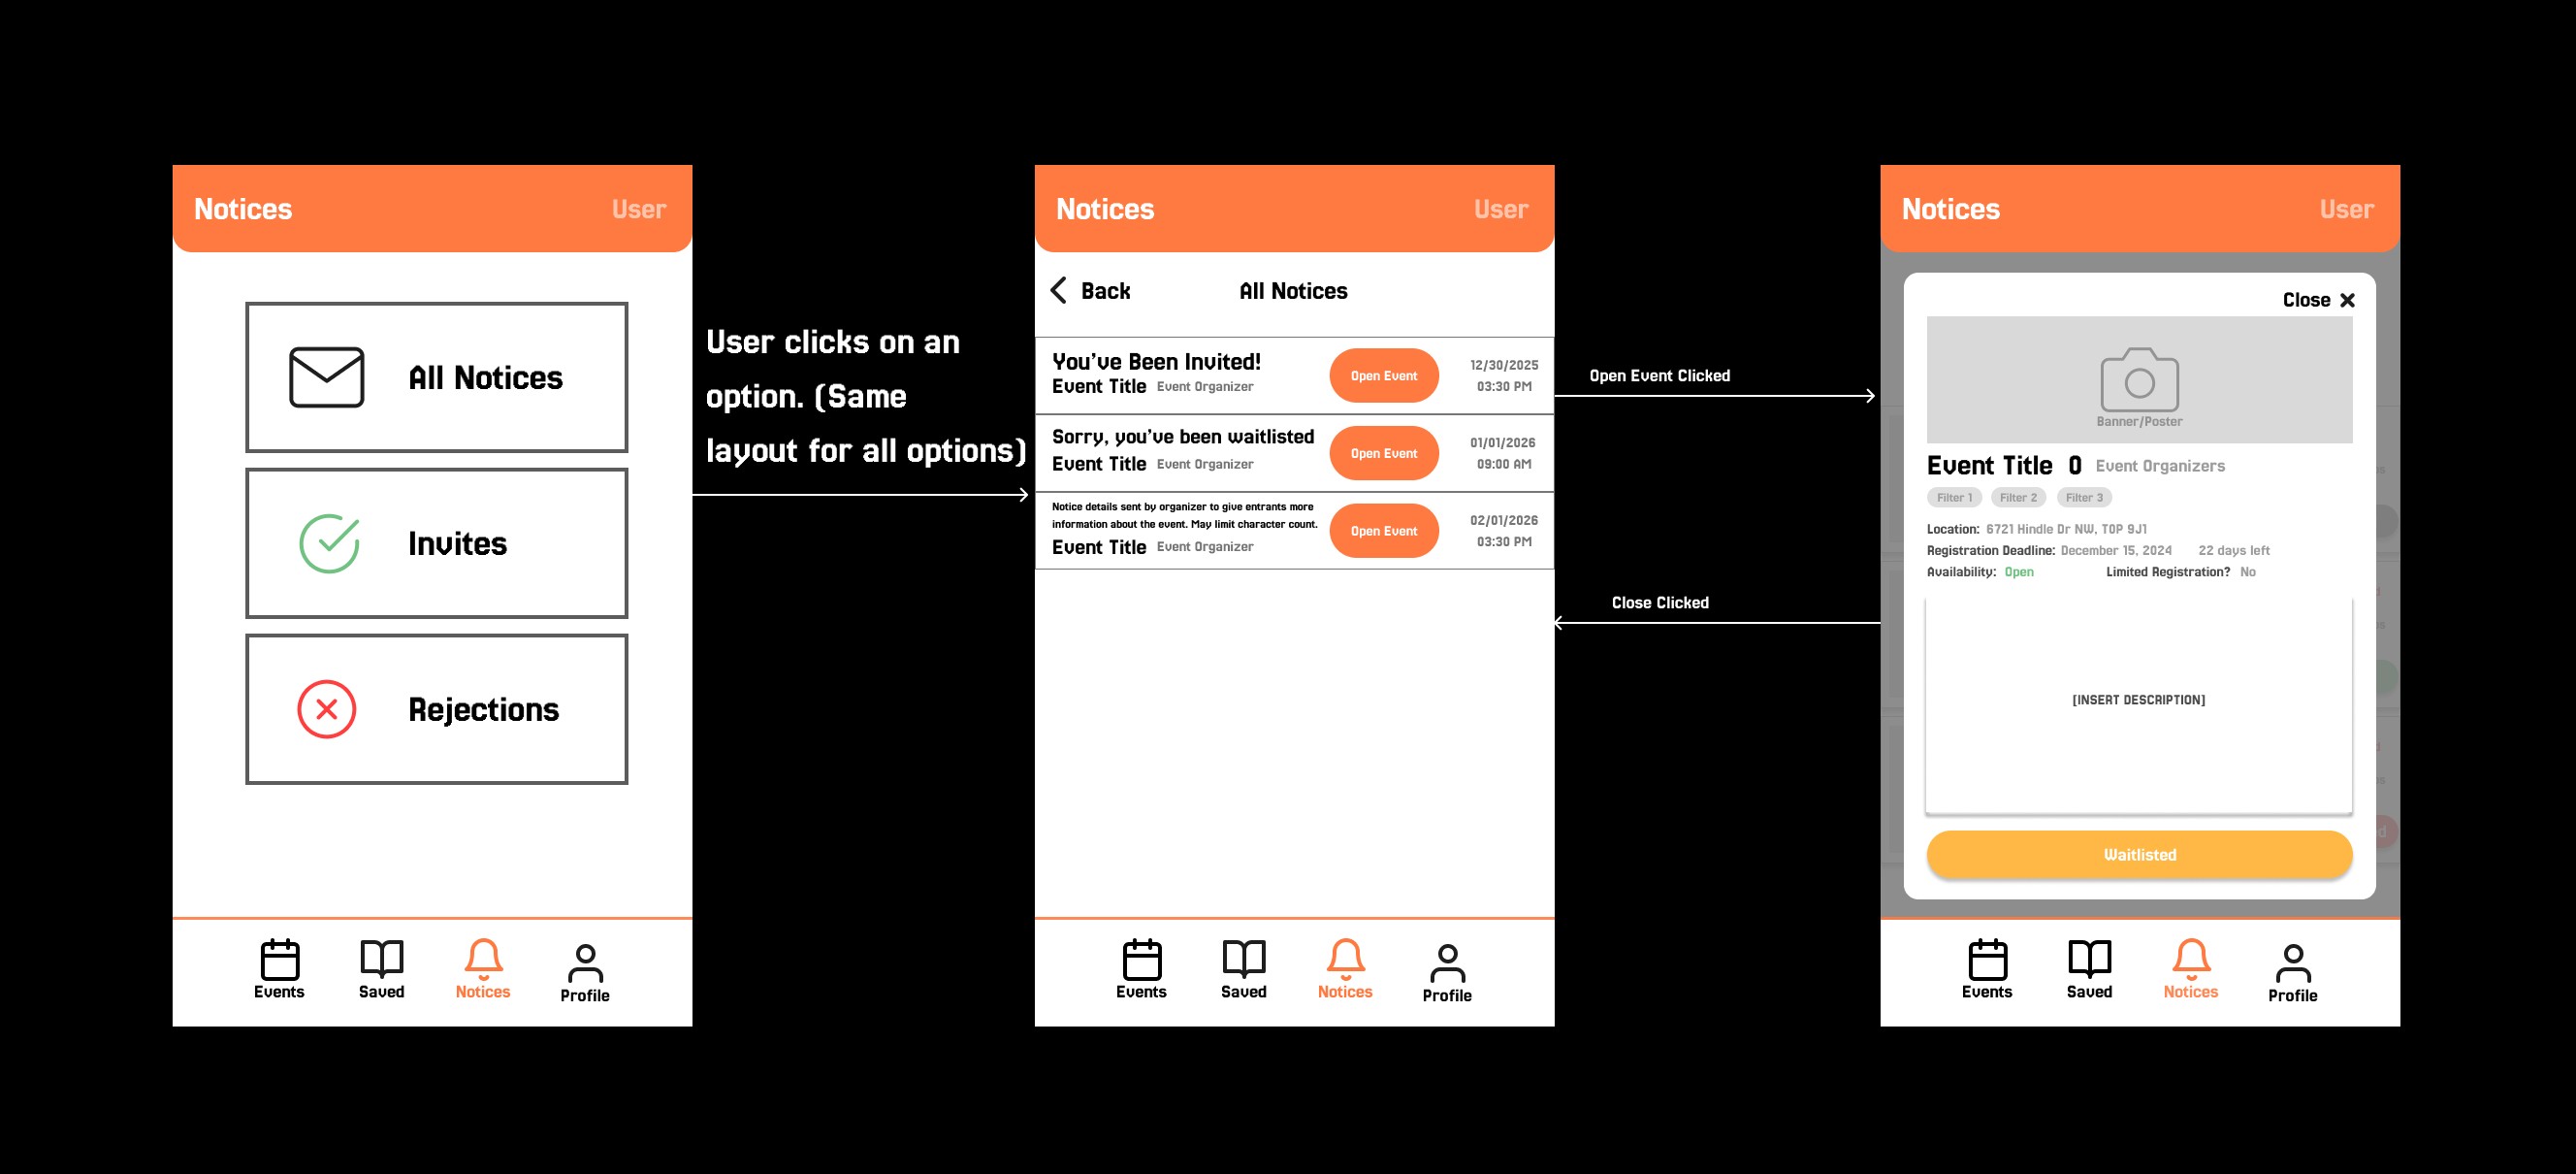 Notices User
All Notices
Invites
Rejections
Events Saved Notices Profile
User clicks on an
option. (Same
layout for all options)
Notices User
Back All Notices
You've Been Invited!
Event Title Event Organizer
Open Event
12/30/2025
03:30 PM
Sorry, you've been waitlisted
Event Title Event Organizer
Open Event
01/01/2026
09:00 AM
Notice details sent by organizer to give entrants more
information about the event. May limit character count.
Event Title Event Organizer
Open Event
02/01/2026
03:30 PM
Events Saved Notices Profile
Open Event Clicked
Close Clicked
Notices User
Close
Banner/Poster
Event Title 0 Event Organizers
Filter 1 Filter 2 Filter 3
Location: 6721 Hindle Dr NW, T0P 9J1
Registration Deadline: December 15, 2024 22 days left
Availability: Open Limited Registration? No
[INSERT DESCRIPTION]
Waitlisted
Events Saved Notices Profile